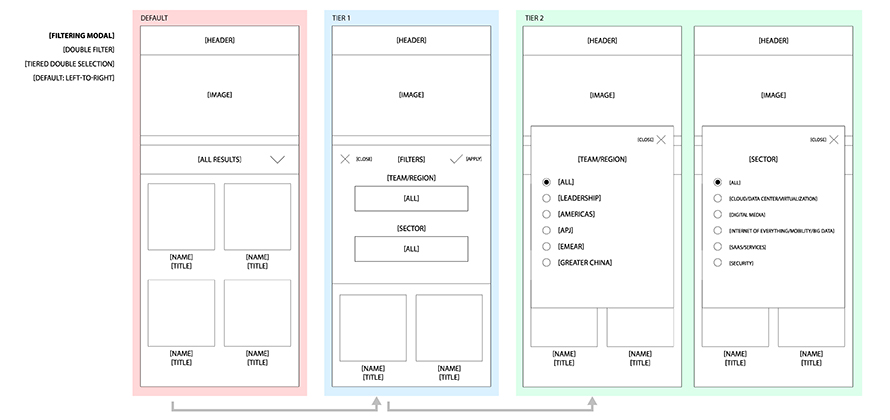 [FILTERING MODAL]
[DOUBLE FILTER]
[TIERED DOUBLE SELECTION]
[DEFAULT: LEFT-TO-RIGHT]
DEFAULT
[HEADER]
[IMAGE]
[ALL RESULTS]
[NAME]
[TITLE]
[NAME]
[TITLE]
[NAME]
[TITLE]
[NAME]
[TITLE]
TIER 1
[HEADER]
[IMAGE]
[CLOSE]
[FILTERS]
[APPLY]
[TEAM/REGION]
[ALL]
[SECTOR]
[ALL]
[NAME]
[TITLE]
[NAME]
[TITLE]
TIER 2
[HEADER]
[IMAGE]
[CLOSE]
[TEAM/REGION]
[ALL]
[LEADERSHIP]
[AMERICAS]
[APJ]
[EMEAR]
[GREATER CHINA]
[NAME]
[TITLE]
[NAME]
[TITLE]
[HEADER]
[IMAGE]
[CLOSE]
[SECTOR]
[ALL]
[CLOUD/DATA CENTER/VIRTUALIZATION]
[DIGITAL MEDIA]
[INTERNET OF EVERYTHING/MOBILITY/BIG DATA]
[SAAS/SERVICES]
[SECURITY]
[NAME]
[TITLE]
[NAME]
[TITLE]